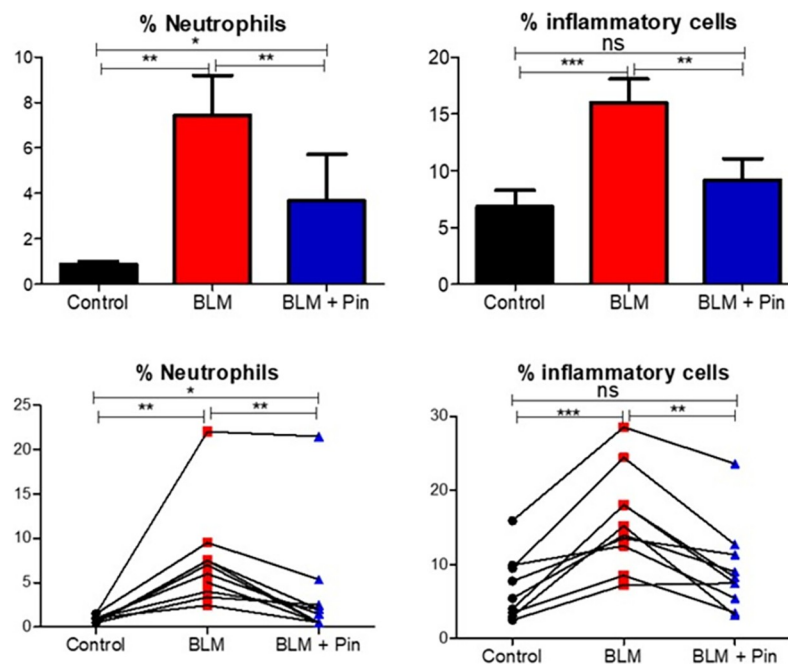 % Neutrophils
*
** **
10
8
6
4
2
0
Control BLM BLM + Pin
% inflammatory cells
ns
*** **
20
15
10
5
0
Control BLM BLM + Pin
% Neutrophils
*
** **
25
20
15
10
5
0
Control BLM BLM + Pin
% inflammatory cells
ns
*** **
30
20
10
0
Control BLM BLM + Pin